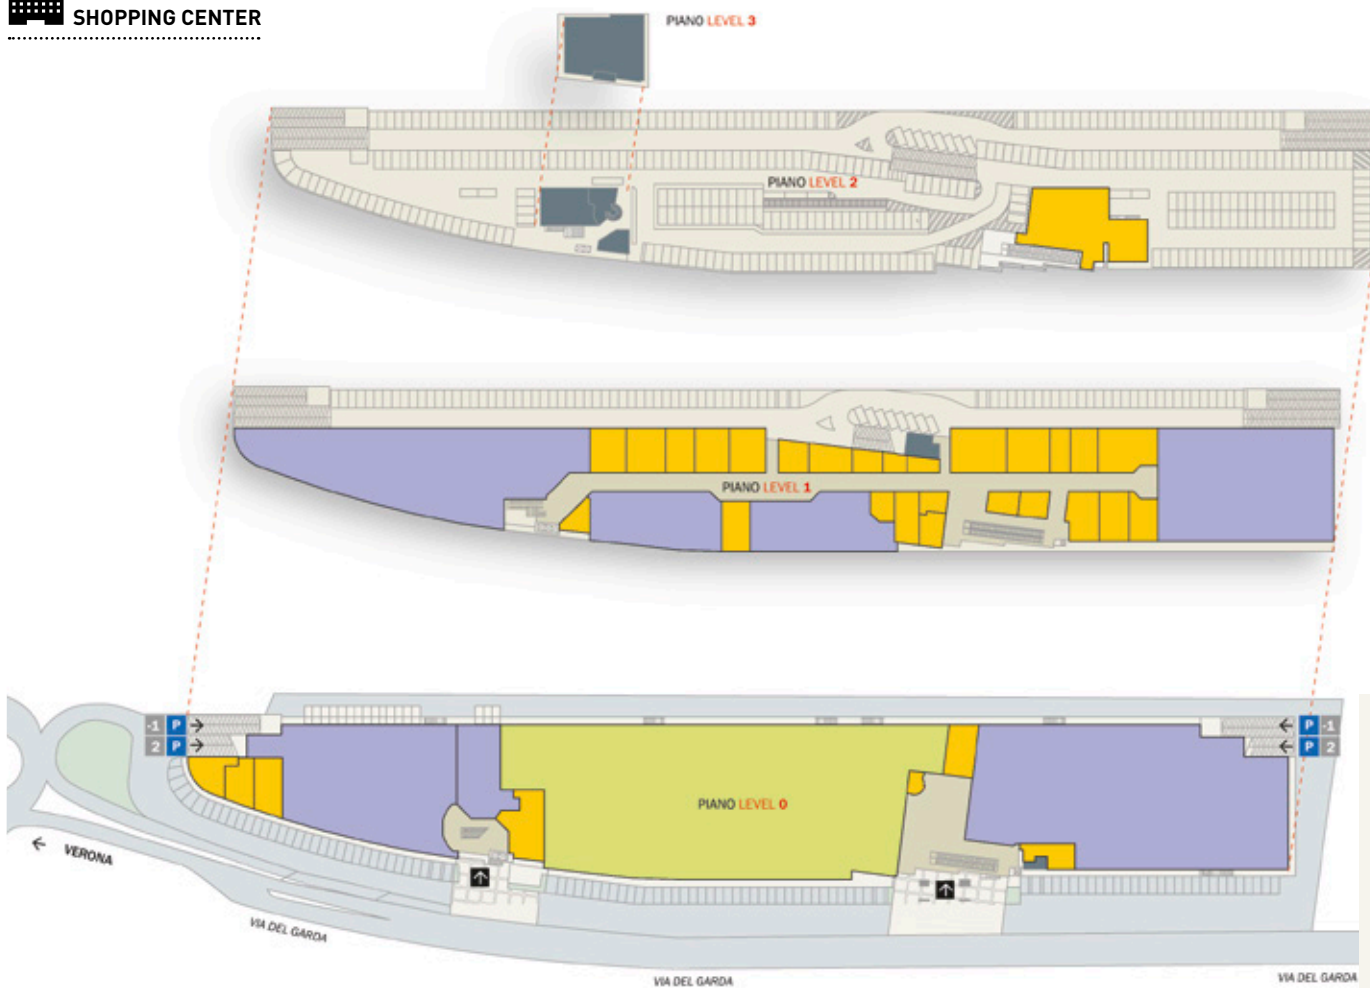 SHOPPING CENTER
PIANO LEVEL 3
PIANO LEVEL 2
PIANO LEVEL 1
-1 P
2 P
P -1
P 2
PIANO LEVEL 0
VERONA
VIA DEL GARDA
VIA DEL GARDA
VIA DEL GARDA